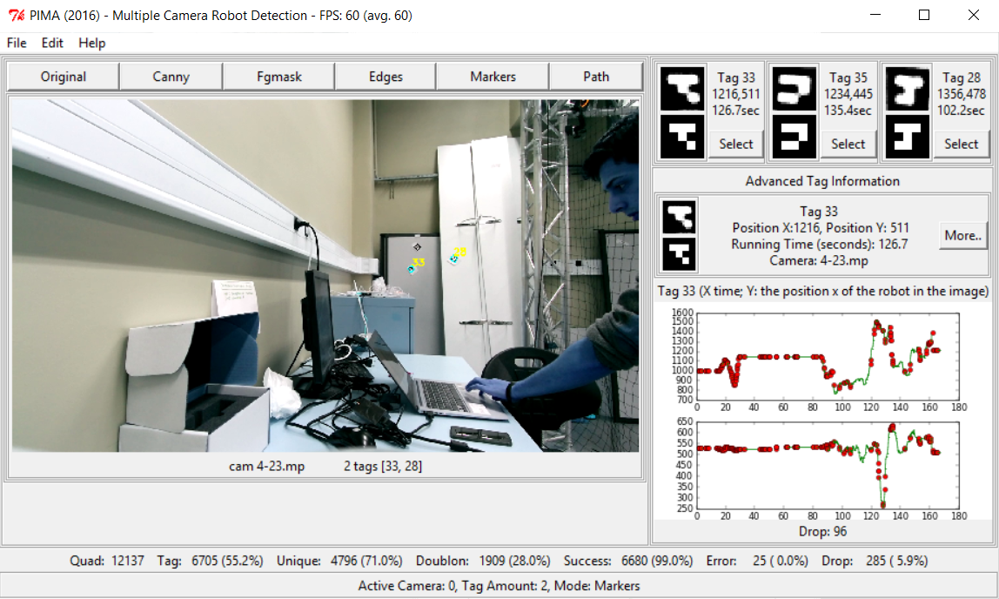 PIMA (2016) - Multiple Camera Robot Detection - FPS: 60 (avg. 60)
File Edit Help
Original Canny Fgmask Edges Markers Path
33
28
cam 4-23.mp 2 tags [33, 28]
Tag 33
1216,511
126.7sec
Select
Tag 35
1234,445
135.4sec
Select
Tag 28
1356,478
102.2sec
Select
Advanced Tag Information
Tag 33
Position X:1216, Position Y: 511
Running Time (seconds): 126.7
Camera: 4-23.mp
More..
Tag 33 (X time; Y: the position x of the robot in the image)
1600
1500
1400
1300
1200
1100
1000
900
800
700
0 20 40 60 80 100 120 140 160 180
650
600
550
500
450
400
350
300
250
0 20 40 60 80 100 120 140 160 180
Drop: 96
Quad: 12137 Tag: 6705 (55.2%) Unique: 4796 (71.0%) Doublon: 1909 (28.0%) Success: 6680 (99.0%) Error: 25 ( 0.0%) Drop: 285 ( 5.9%)
Active Camera: 0, Tag Amount: 2, Mode: Markers